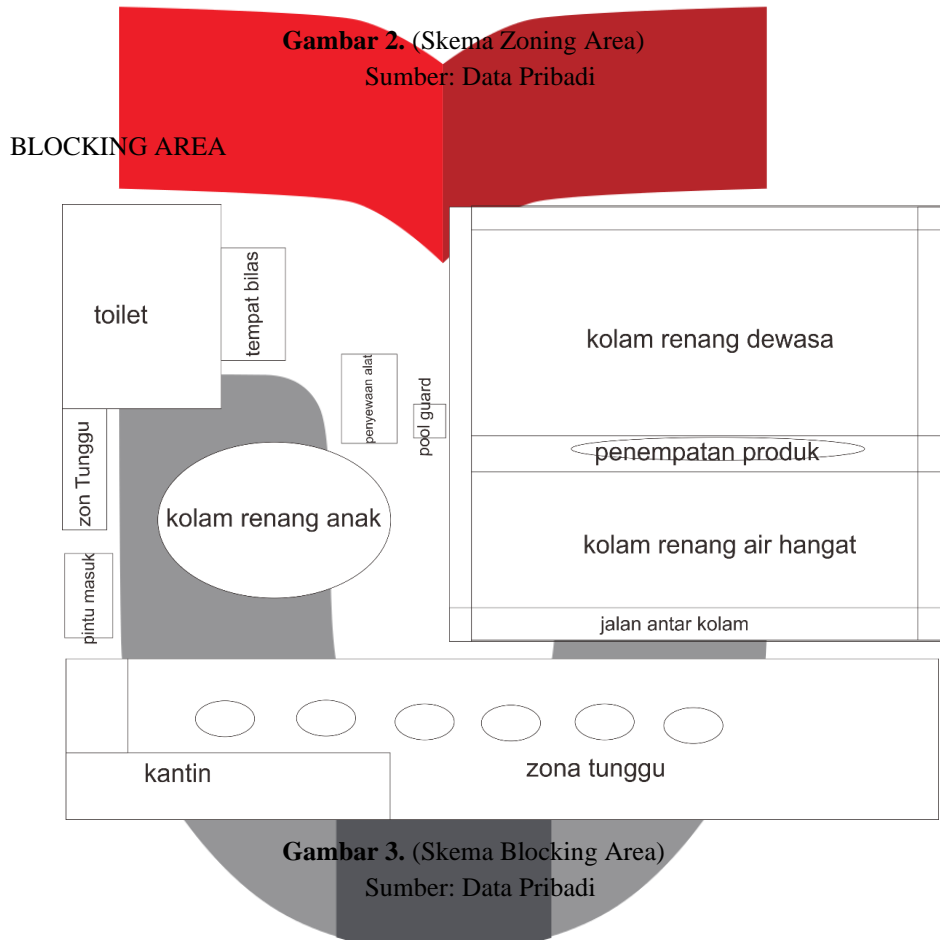 Gambar 2. (Skema Zoning Area)
Sumber: Data Pribadi
BLOCKING AREA
toilet
tempat bilas
kolam renang dewasa
penyewaan alat
pool guard
zon Tunggu
penempatan produk
kolam renang anak
kolam renang air hangat
pintu masuk
jalan antar kolam
kantin
zona tunggu
Gambar 3. (Skema Blocking Area)
Sumber: Data Pribadi